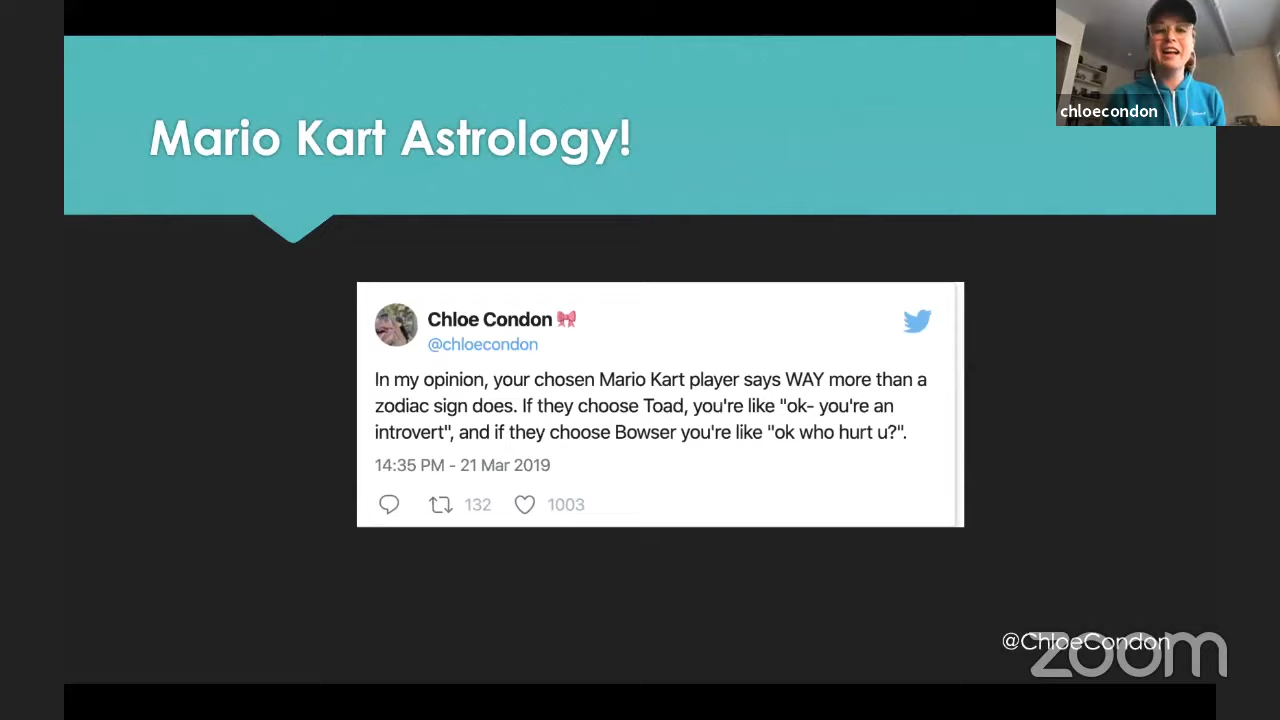 Mario Kart Astrology!
chloecondon
Chloe Condon
@chloecondon
In my opinion, your chosen Mario Kart player says WAY more than a
zodiac sign does. If they choose Toad, you're like "ok- you're an
introvert", and if they choose Bowser you're like "ok who hurt u?".
14:35 PM - 21 Mar 2019
132 1003
@ChloeCondon
zoom